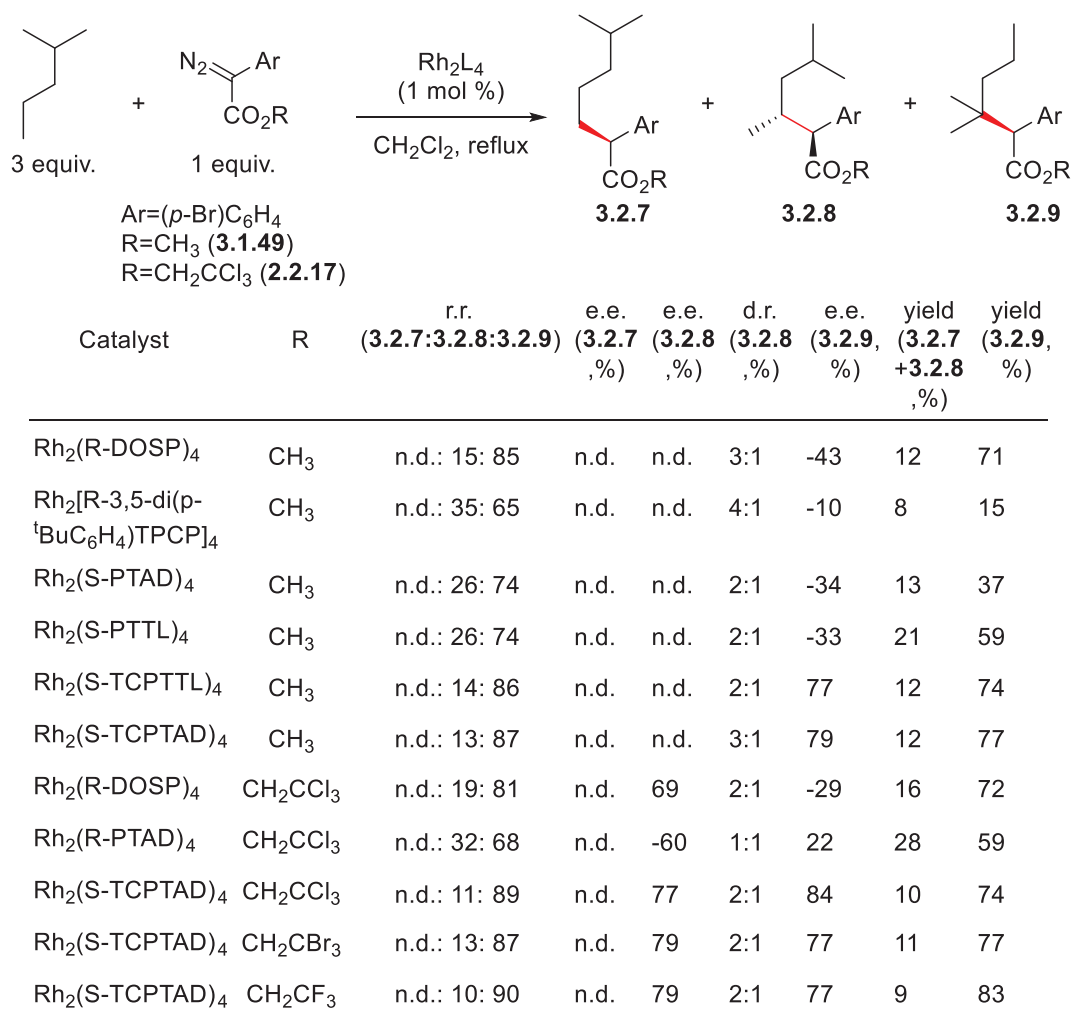 N2 Ar
CO2R
+
3 equiv. 1 equiv.
Rh2L4
(1 mol %)
CH2Cl2, reflux
Ar
CO2R
3.2.7
+
Ar
CO2R
3.2.8
+
Ar
CO2R
3.2.9
Ar=(p-Br)C6H4
R=CH3 (3.1.49)
R=CH2CCl3 (2.2.17)
Catalyst R r.r. (3.2.7:3.2.8:3.2.9) e.e. (3.2.7 ,%) e.e. (3.2.8 ,%) d.r. (3.2.8 ,%) e.e. (3.2.9, %) yield (3.2.7 +3.2.8 ,%) yield (3.2.9, %)
Rh2(R-DOSP)4 CH3 n.d.: 15: 85 n.d. n.d. 3:1 -43 12 71
Rh2[R-3,5-di(p-
tBuC6H4)TPCP]4 CH3 n.d.: 35: 65 n.d. n.d. 4:1 -10 8 15
Rh2(S-PTAD)4 CH3 n.d.: 26: 74 n.d. n.d. 2:1 -34 13 37
Rh2(S-PTTL)4 CH3 n.d.: 26: 74 n.d. n.d. 2:1 -33 21 59
Rh2(S-TCPTTL)4 CH3 n.d.: 14: 86 n.d. n.d. 2:1 77 12 74
Rh2(S-TCPTAD)4 CH3 n.d.: 13: 87 n.d. n.d. 3:1 79 12 77
Rh2(R-DOSP)4 CH2CCl3 n.d.: 19: 81 n.d. 69 2:1 -29 16 72
Rh2(R-PTAD)4 CH2CCl3 n.d.: 32: 68 n.d. -60 1:1 22 28 59
Rh2(S-TCPTAD)4 CH2CCl3 n.d.: 11: 89 n.d. 77 2:1 84 10 74
Rh2(S-TCPTAD)4 CH2CBr3 n.d.: 13: 87 n.d. 79 2:1 77 11 77
Rh2(S-TCPTAD)4 CH2CF3 n.d.: 10: 90 n.d. 79 2:1 77 9 83